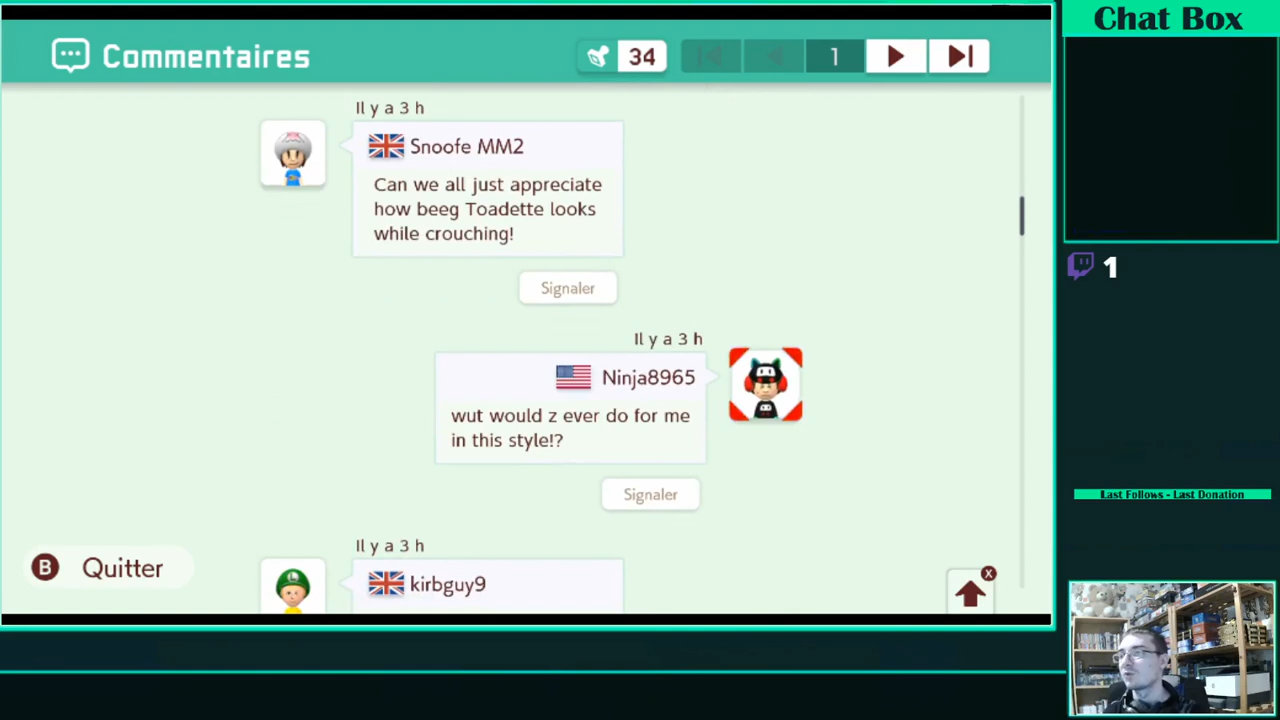 Commentaires
34
1
Chat Box
Il y a 3 h
Snoofe MM2
Can we all just appreciate
how beeg Toadette looks
while crouching!
Signaler
1
Il y a 3 h
Ninja8965
wut would z ever do for me
in this style!?
Signaler
Last Follows - Last Donation
Il y a 3 h
kirbguy9
B Quitter
X